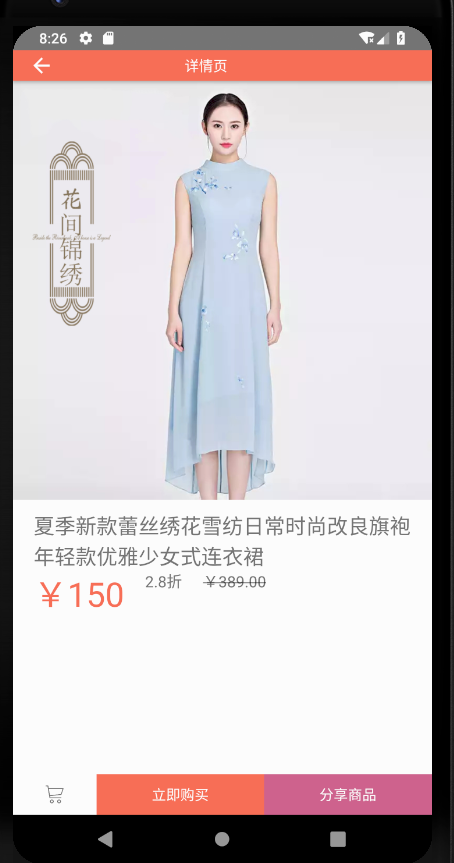 8:26
详情页
花
间
锦
绣
夏季新款蕾丝绣花雪纺日常时尚改良旗袍
年轻款优雅少女式连衣裙
￥150 2.8折 ￥389.00
立即购买 分享商品